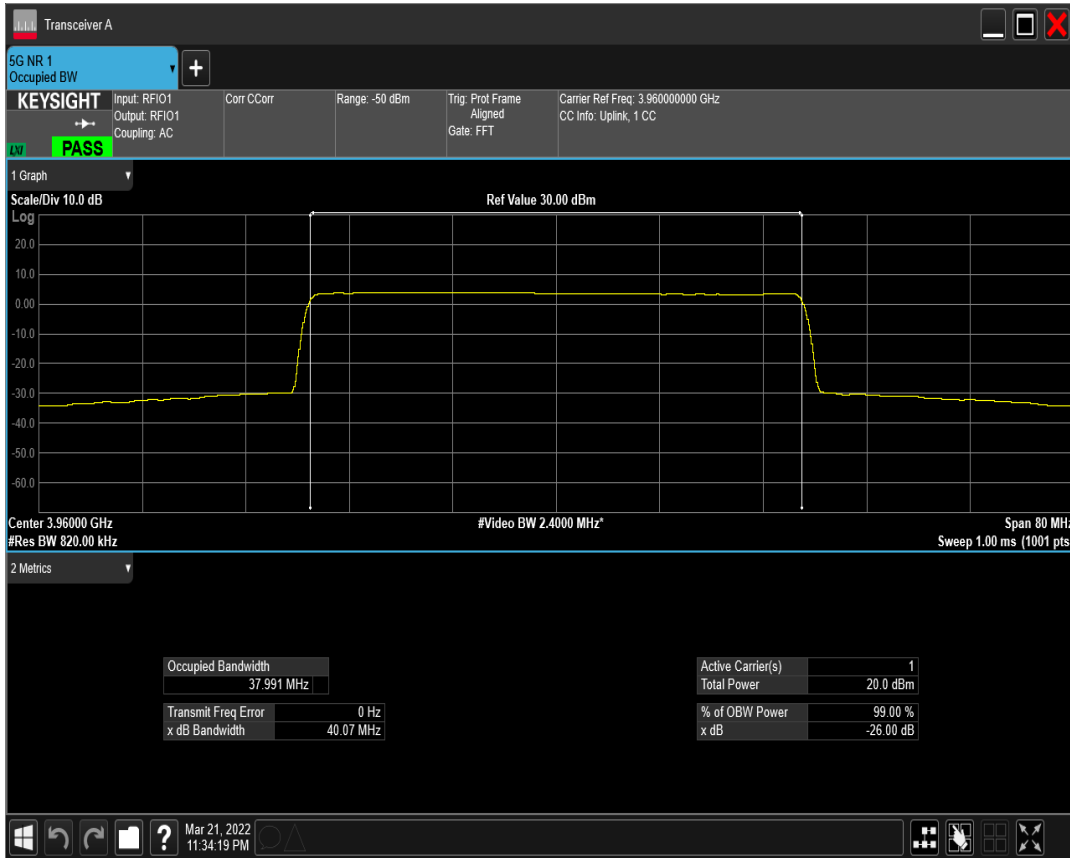 Transceiver A
5G NR 1
Occupied BW
+
KEYSIGHT
LXI
PASS
Input: RFIO1
Output: RFIO1
Coupling: AC
Corr CCorr
Range: -50 dBm
Trig: Prot Frame
Aligned
Gate: FFT
Carrier Ref Freq: 3.960000000 GHz
CC Info: Uplink, 1 CC
1 Graph
Scale/Div 10.0 dB
Ref Value 30.00 dBm
Log
20.0
10.0
0.00
-10.0
-20.0
-30.0
-40.0
-50.0
-60.0
Center 3.96000 GHz
#Video BW 2.4000 MHz*
Span 80 MHz
#Res BW 820.00 kHz
Sweep 1.00 ms (1001 pts
2 Metrics
Occupied Bandwidth
37.991 MHz
Transmit Freq Error 0 Hz
x dB Bandwidth 40.07 MHz
Active Carrier(s) 1
Total Power 20.0 dBm
% of OBW Power 99.00 %
x dB -26.00 dB
?
Mar 21, 2022
11:34:19 PM